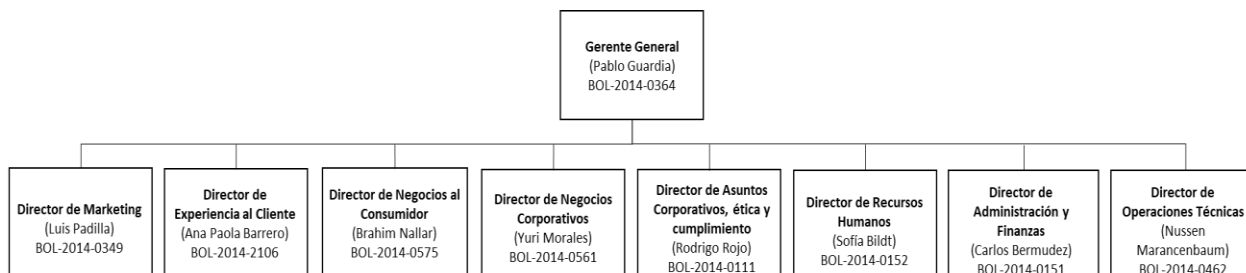 Gerente General
(Pablo Guardia)
BOL-2014-0364
Director de Marketing
(Luis Padilla)
BOL-2014-0349
Director de
Experiencia al Cliente
(Ana Paola Barrero)
BOL-2014-2106
Director de Negocios al
Consumidor
(Brahim Nallar)
BOL-2014-0575
Director de Negocios
Corporativos
(Yuri Morales)
BOL-2014-0561
Director de Asuntos
Corporativos, ética y
cumplimiento
(Rodrigo Rojo)
BOL-2014-0111
Director de Recursos
Humanos
(Sofía Bildt)
BOL-2014-0152
Director de
Administración y
Finanzas
(Carlos Bermudez)
BOL-2014-0151
Director de
Operaciones Técnicas
(Nussen
Marancenbaum)
BOL-2014-0462